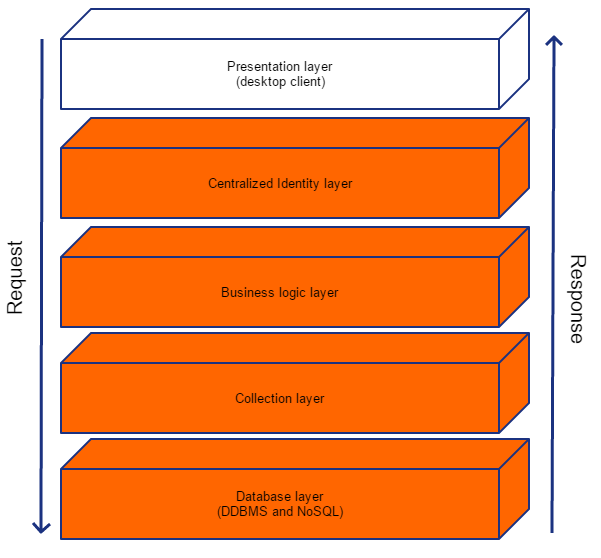 Presentation layer
(desktop client)
Centralized Identity layer
Request
Business logic layer
Response
Collection layer
Database layer
(DDBMS and NoSQL)